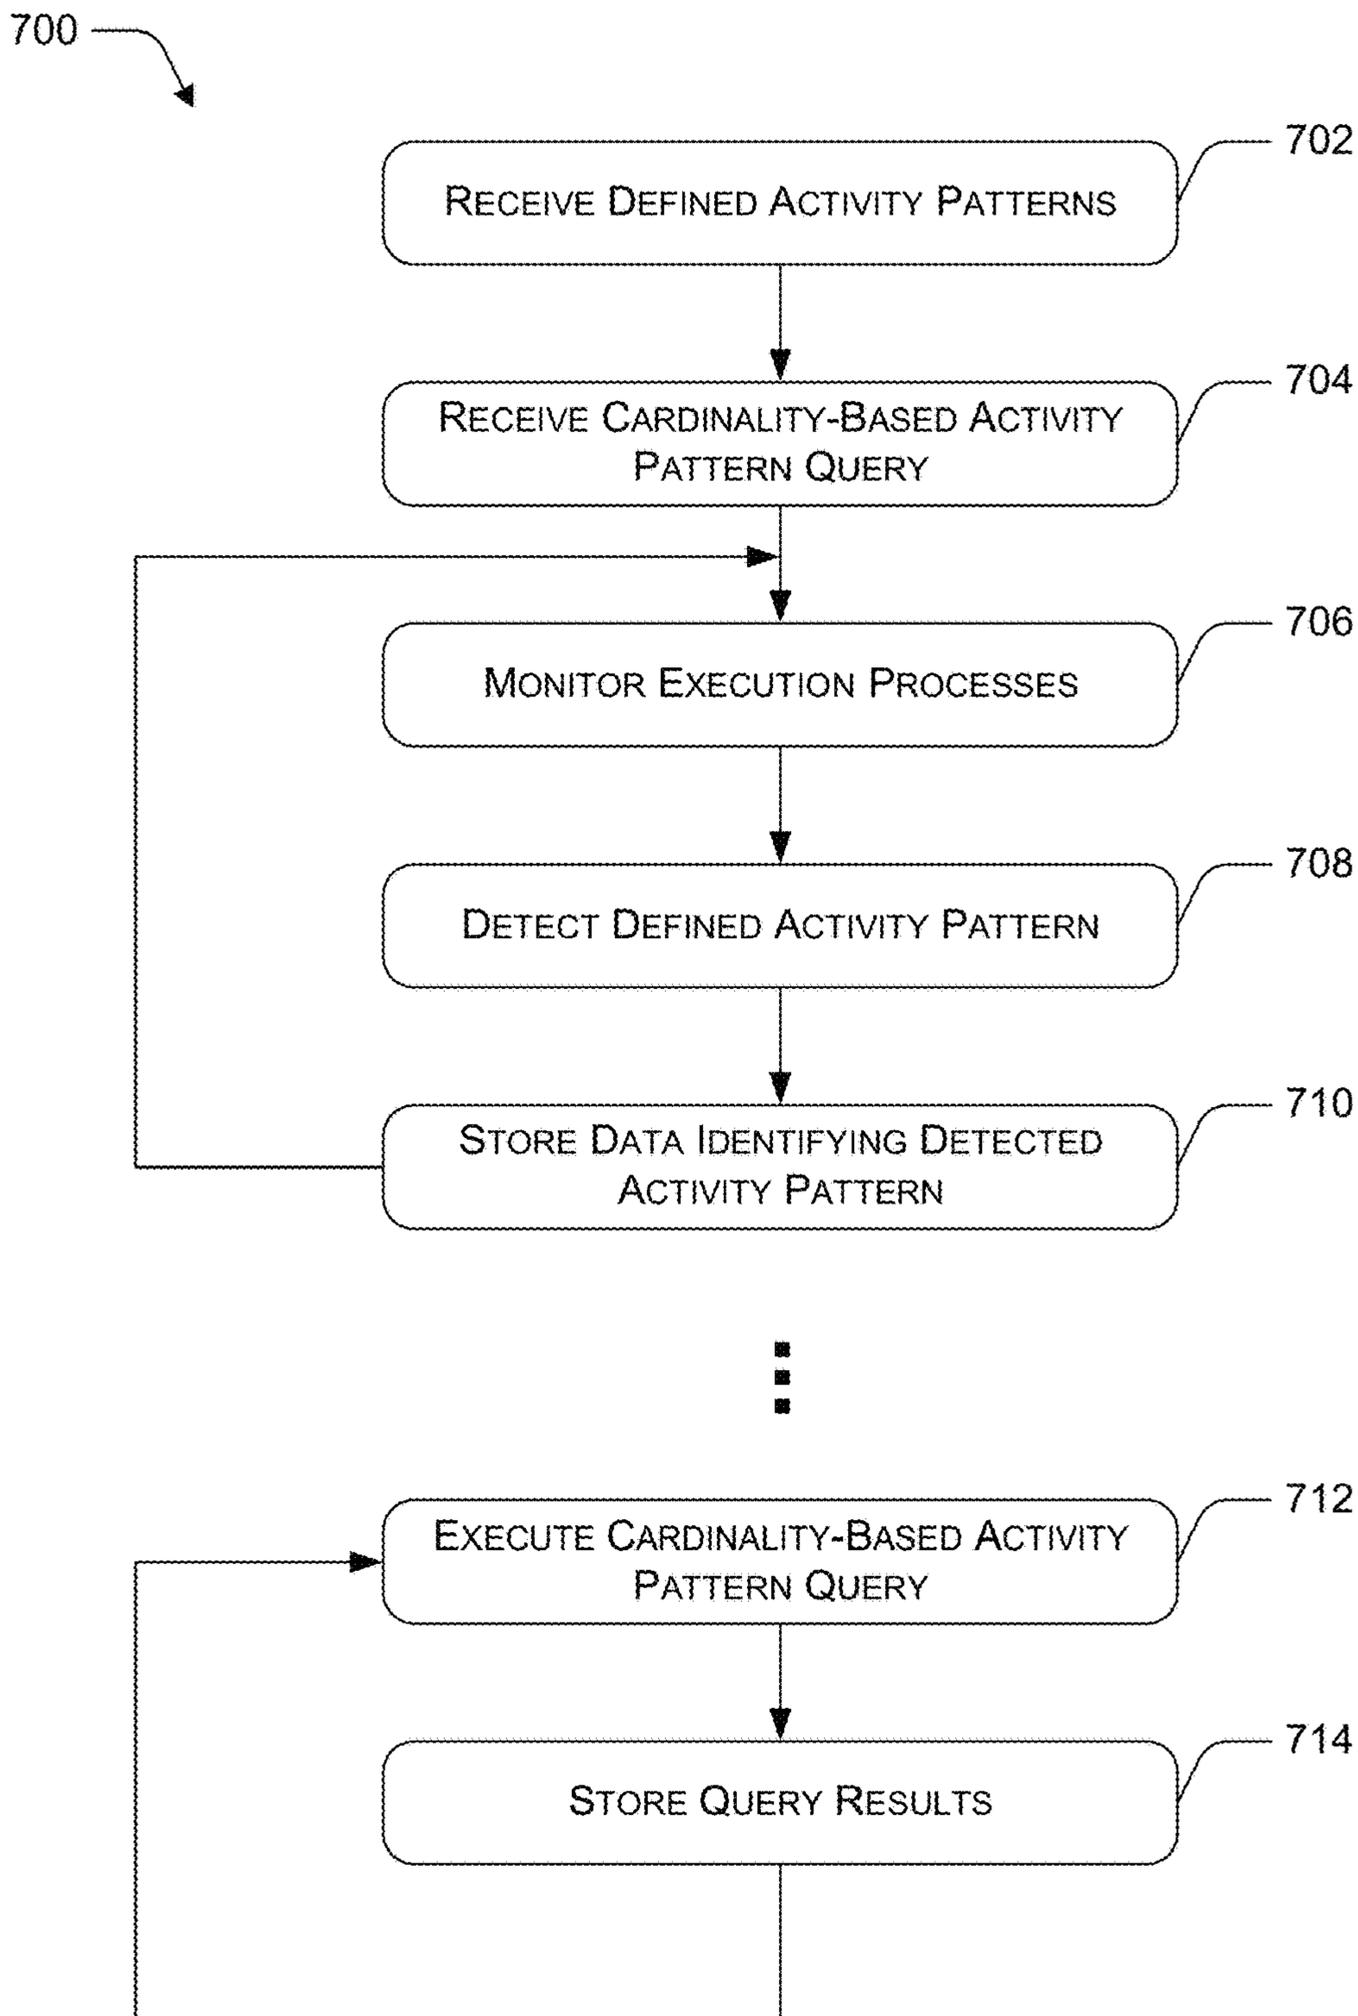 700
702
RECEIVE DEFINED ACTIVITY PATTERNS
704
RECEIVE CARDINALITY-BASED ACTIVITY
PATTERN QUERY
706
MONITOR EXECUTION PROCESSES
708
DETECT DEFINED ACTIVITY PATTERN
710
STORE DATA IDENTIFYING DETECTED
ACTIVITY PATTERN
712
EXECUTE CARDINALITY-BASED ACTIVITY
PATTERN QUERY
714
STORE QUERY RESULTS